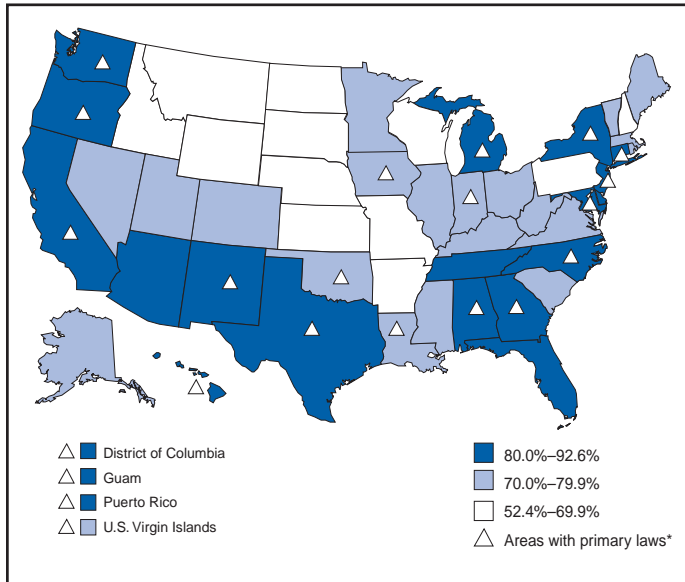 District of Columbia
Guam
Puerto Rico
U.S. Virgin Islands
80.0%–92.6%
70.0%–79.9%
52.4%–69.9%
Areas with primary laws*